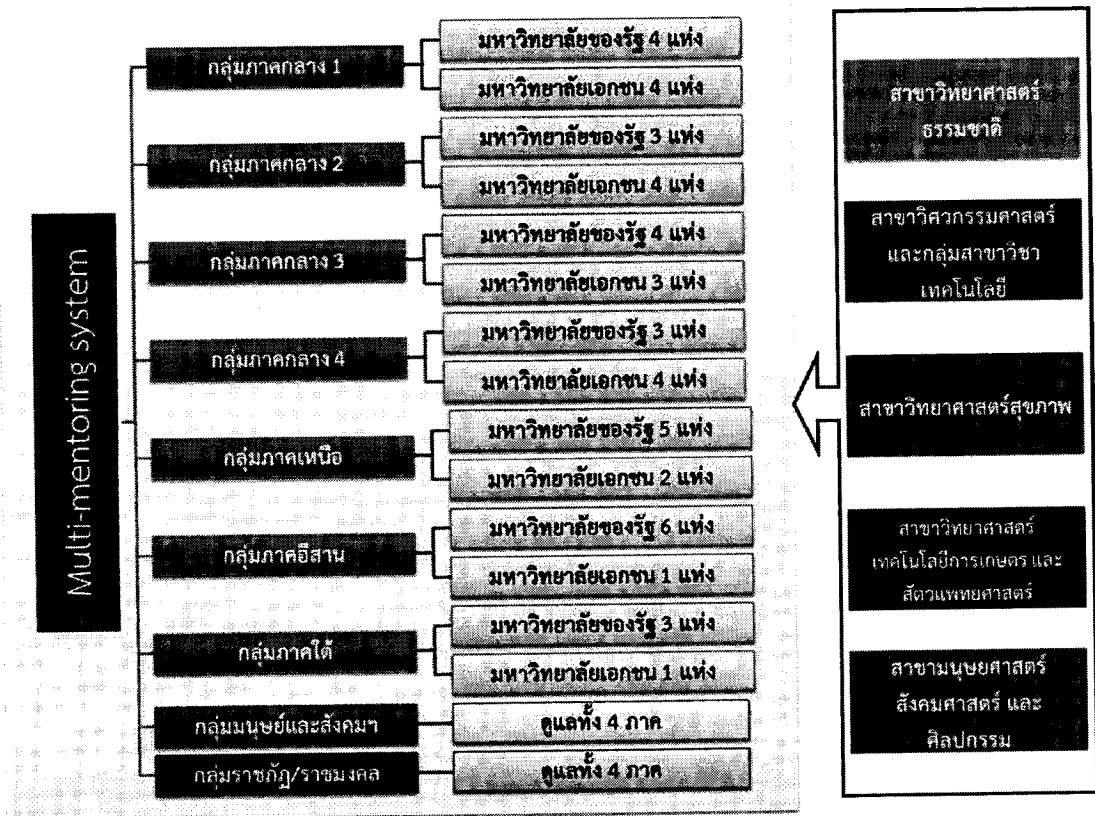 Multi-mentoring system
กลุ่มภาคกลาง 1
มหาวิทยาลัยของรัฐ 4 แห่ง
มหาวิทยาลัยเอกชน 4 แห่ง
กลุ่มภาคกลาง 2
มหาวิทยาลัยของรัฐ 3 แห่ง
มหาวิทยาลัยเอกชน 4 แห่ง
กลุ่มภาคกลาง 3
มหาวิทยาลัยของรัฐ 4 แห่ง
มหาวิทยาลัยเอกชน 3 แห่ง
กลุ่มภาคกลาง 4
มหาวิทยาลัยของรัฐ 3 แห่ง
มหาวิทยาลัยเอกชน 4 แห่ง
กลุ่มภาคเหนือ
มหาวิทยาลัยของรัฐ 5 แห่ง
มหาวิทยาลัยเอกชน 2 แห่ง
กลุ่มภาคอีสาน
มหาวิทยาลัยของรัฐ 6 แห่ง
มหาวิทยาลัยเอกชน 1 แห่ง
กลุ่มภาคใต้
มหาวิทยาลัยของรัฐ 3 แห่ง
มหาวิทยาลัยเอกชน 1 แห่ง
กลุ่มมนุษย์และสังคมฯ
ดูแลทั้ง 4 ภาค
กลุ่มราชภัฏ/ราชมงคล
ดูแลทั้ง 4 ภาค
สาขาวิทยาศาสตร์
ธรรมชาติ
สาขาวิศวกรรมศาสตร์
และกลุ่มสาขาวิชา
เทคโนโลยี
สาขาวิทยาศาสตร์สุขภาพ
สาขาวิทยาศาสตร์
เทคโนโลยีการเกษตร และ
สัตวแพทยศาสตร์
สาขามนุษยศาสตร์
สังคมศาสตร์ และ
ศิลปกรรม